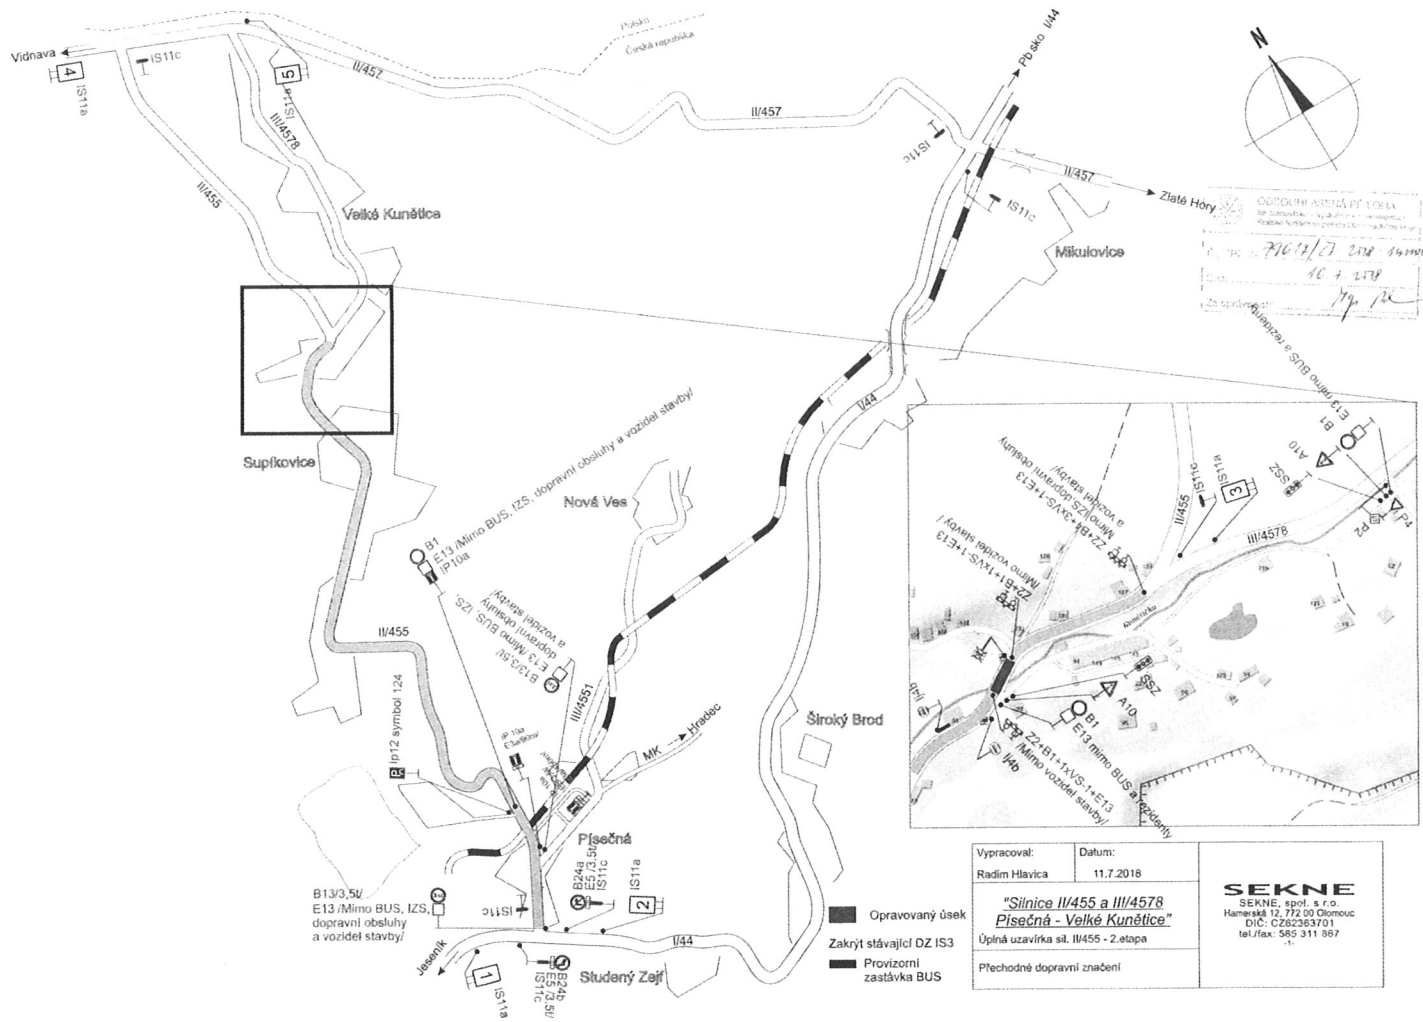 Polsko
Česká republika
Vidnava
4
IS11a
IS11c
5
IS11a
II/457
II/457
III/4578
II/455
Velké Kunětice
I/44
IS11c
IS11c
II/457
Zlaté Hory
Mikulovice
N
ODSOUHLASENÁ PŘÍLOHA
Supíkovice
Nová Ves
I/44
B1
E13 /Mimo BUS, IZS, dopravní obsluhy a vozidel stavby/
IP10a
B13/3,5t/
E13 /Mimo BUS, IZS,
dopravní obsluhy
a vozidel stavby/
II/455
Ip12 symbol 124
III/4551
MK
Hradec
Široký Brod
Písečná
B13/3,5t/
E13 /Mimo BUS, IZS,
dopravní obsluhy
a vozidel stavby/
IS11c
B24a
E5 /3,5t/
IS11c
IS11a
2
Jeseník
1
IS11a
B24b
E5 /3,5t/
IS11c
Studený Zejf
I/44
E13 mimo BUS a rezidenty
B1
A10
SSZ
P4
P2
IS11c
IS11a
3
II/455
III/4578
Z2+B4+3xVS-1+E13
Mimo IZS,dopravní obsluhy
a vozidel stavby/
Z2+B1+1xVS-1+E13
/Mimo vozidel stavby/
Kunětička
Ij4b
SSZ
A10
B1
E13 mimo BUS a rezidenty
Z2+B1+1xVS-1+E13
/Mimo vozidel stavby/
Ij4b
Opravovaný úsek
Zakrýt stávající DZ IS3
Provizorní
zastávka BUS
Vypracoval:
Radim Hlavica
Datum:
11.7.2018
"Silnice II/455 a III/4578
Písečná - Velké Kunětice"
Úplná uzavírka sil. II/455 - 2.etapa
Přechodné dopravní značení
SEKNE
SEKNE, spol. s r.o.
Hamerská 12, 772 00 Olomouc
DIČ: CZ62363701
tel./fax: 585 311 867
-1-